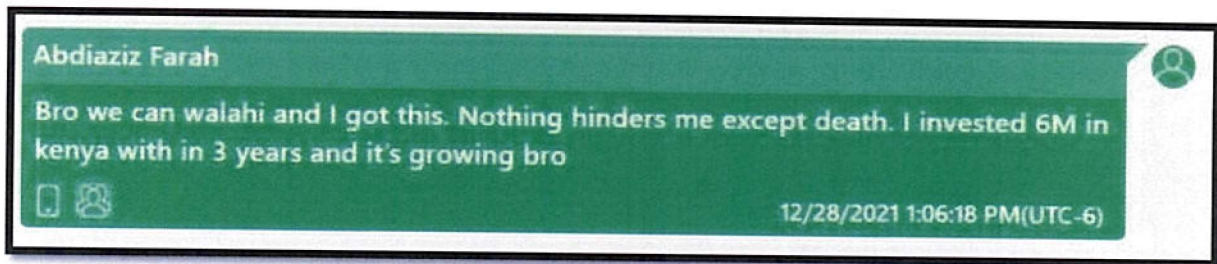 Abdiaziz Farah
Bro we can walahi and I got this. Nothing hinders me except death. I invested 6M in
kenya with in 3 years and it's growing bro
12/28/2021 1:06:18 PM(UTC-6)